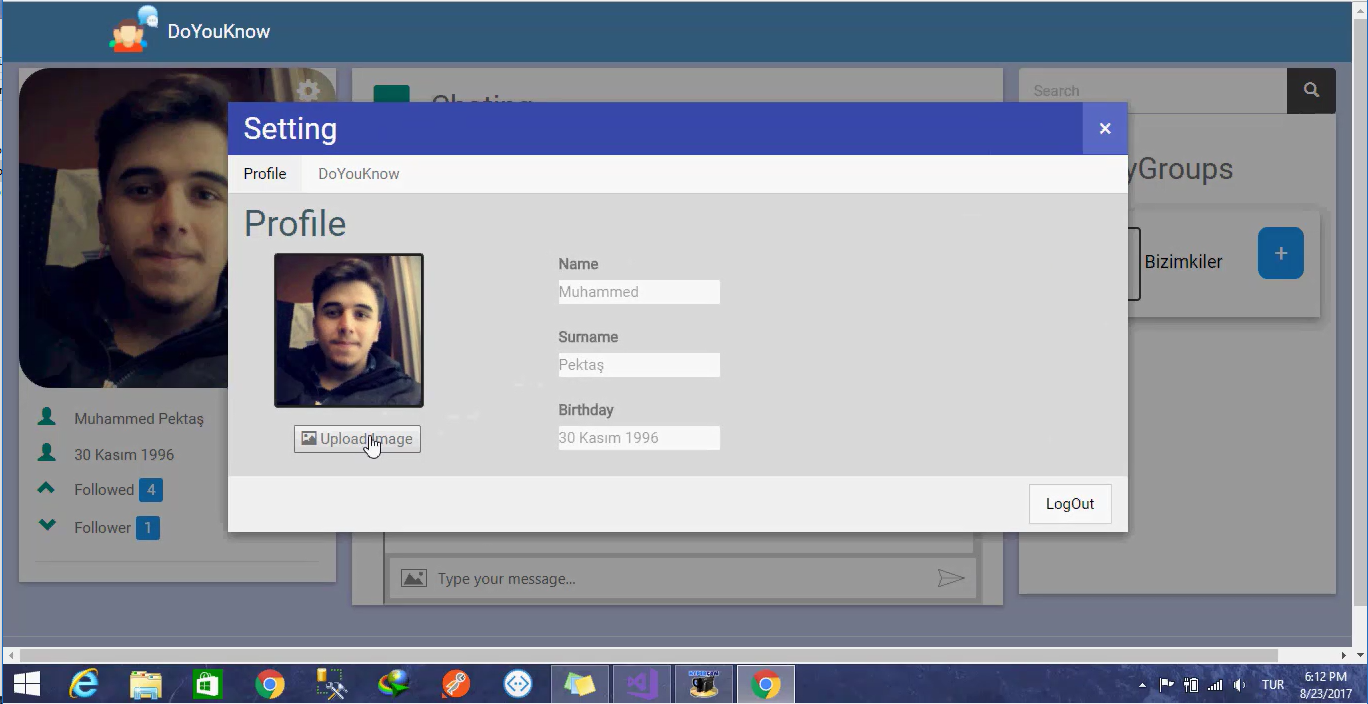 DoYouKnow
Search
Chating
Setting
×
Profile
DoYouKnow
yGroups
Profile
Name
Muhammed
Bizimkiler
+
Surname
Pektaş
Birthday
30 Kasım 1996
Upload Image
Muhammed Pektaş
30 Kasım 1996
Followed 4
Follower 1
LogOut
Type your message...
TUR
6:12 PM
8/23/2017